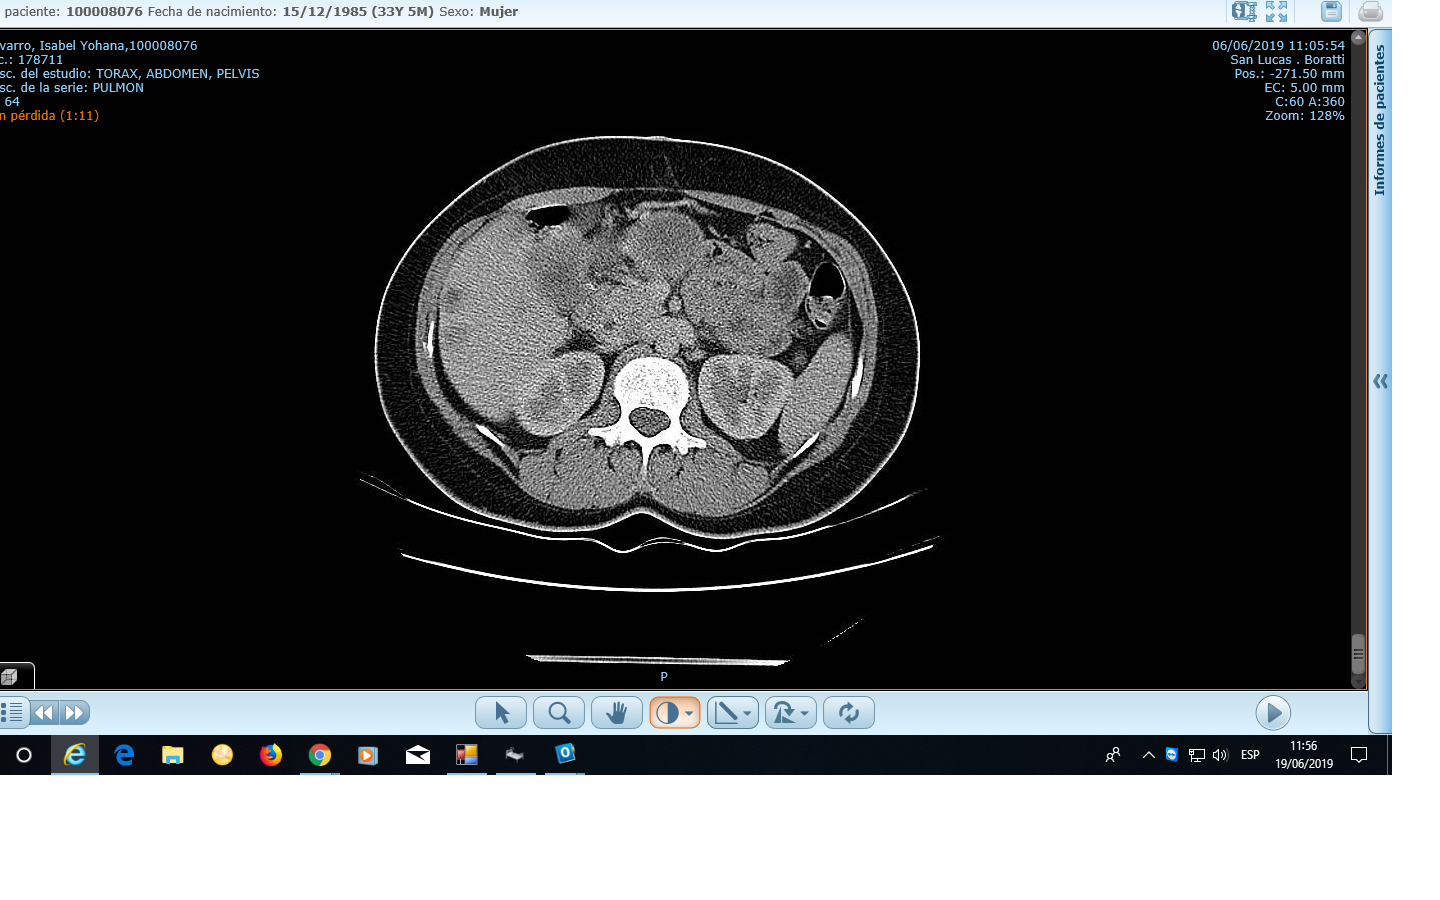 paciente: 100008076 Fecha de nacimiento: 15/12/1985 (33Y 5M) Sexo: Mujer
varro, Isabel Yohana,100008076
c.: 178711
sc. del estudio: TORAX, ABDOMEN, PELVIS
sc. de la serie: PULMON
64
n pérdida (1:11)
06/06/2019 11:05:54
San Lucas . Boratti
Pos.: -271.50 mm
EC: 5.00 mm
C:60 A:360
Zoom: 128%
Informes de pacientes
P
ESP
11:56
19/06/2019